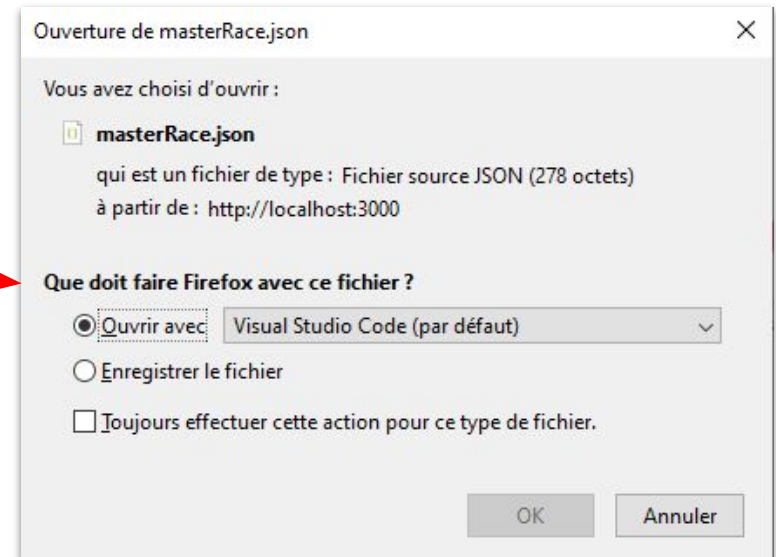 Ouverture de masterRace.json
Vous avez choisi d'ouvrir :
masterRace.json
qui est un fichier de type : Fichier source JSON (278 octets)
à partir de : http://localhost:3000
Que doit faire Firefox avec ce fichier ?
Ouvrir avec Visual Studio Code (par défaut)
Enregistrer le fichier
Toujours effectuer cette action pour ce type de fichier.
OK Annuler